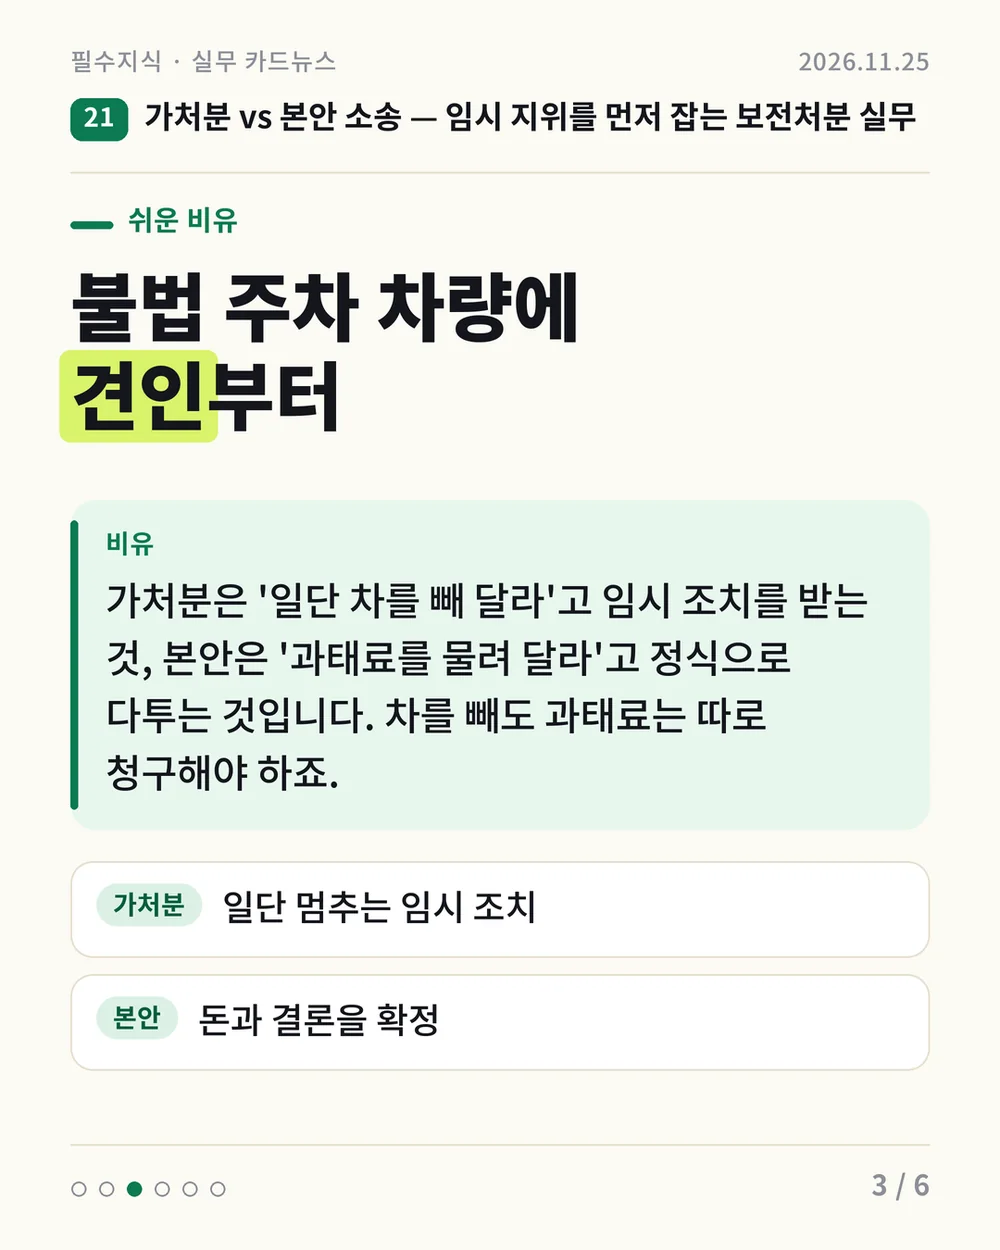 필수지식 · 실무 카드뉴스
2026.11.25
21 가처분 vs 본안 소송 — 임시 지위를 먼저 잡는 보전처분 실무
쉬운 비유
불법 주차 차량에
견인부터
비유
가처분은 '일단 차를 빼 달라'고 임시 조치를 받는
것, 본안은 '과태료를 물려 달라'고 정식으로
다투는 것입니다. 차를 빼도 과태료는 따로
청구해야 하죠.
가처분 일단 멈추는 임시 조치
본안 돈과 결론을 확정
3 / 6